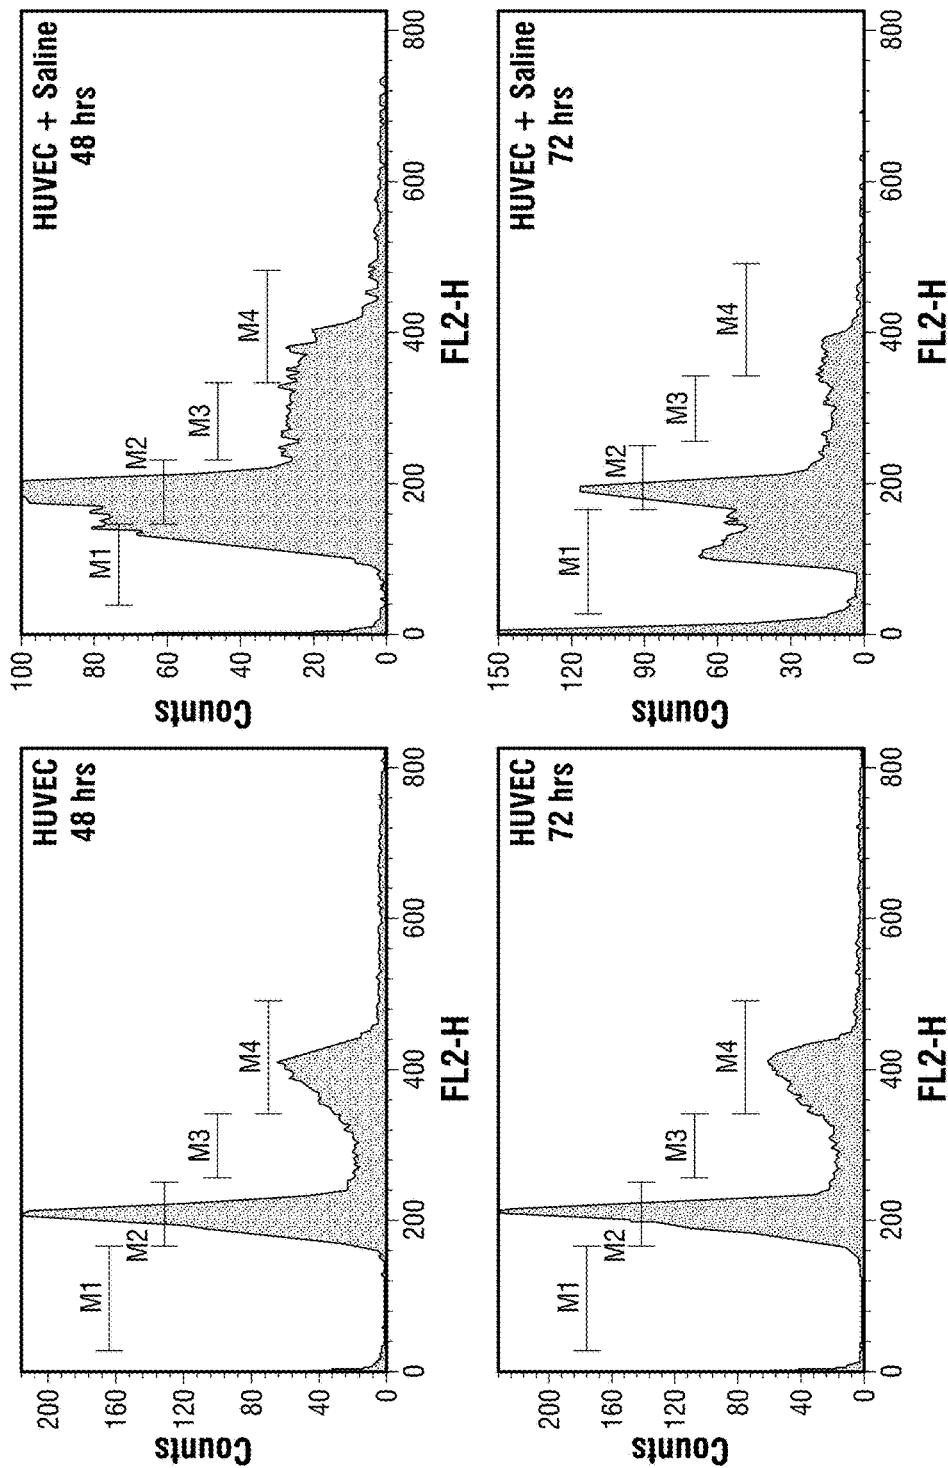 HUVEC
48 hrs
Counts
200
160
120
80
40
0
M1
M2
M3
M4
0
200
400
600
800
FL2-H
HUVEC + Saline
48 hrs
Counts
100
80
60
40
20
0
M1
M2
M3
M4
0
200
400
600
800
FL2-H
HUVEC
72 hrs
Counts
200
160
120
80
40
0
M1
M2
M3
M4
0
200
400
600
800
FL2-H
HUVEC + Saline
72 hrs
Counts
150
120
90
60
30
0
M1
M2
M3
M4
0
200
400
600
800
FL2-H